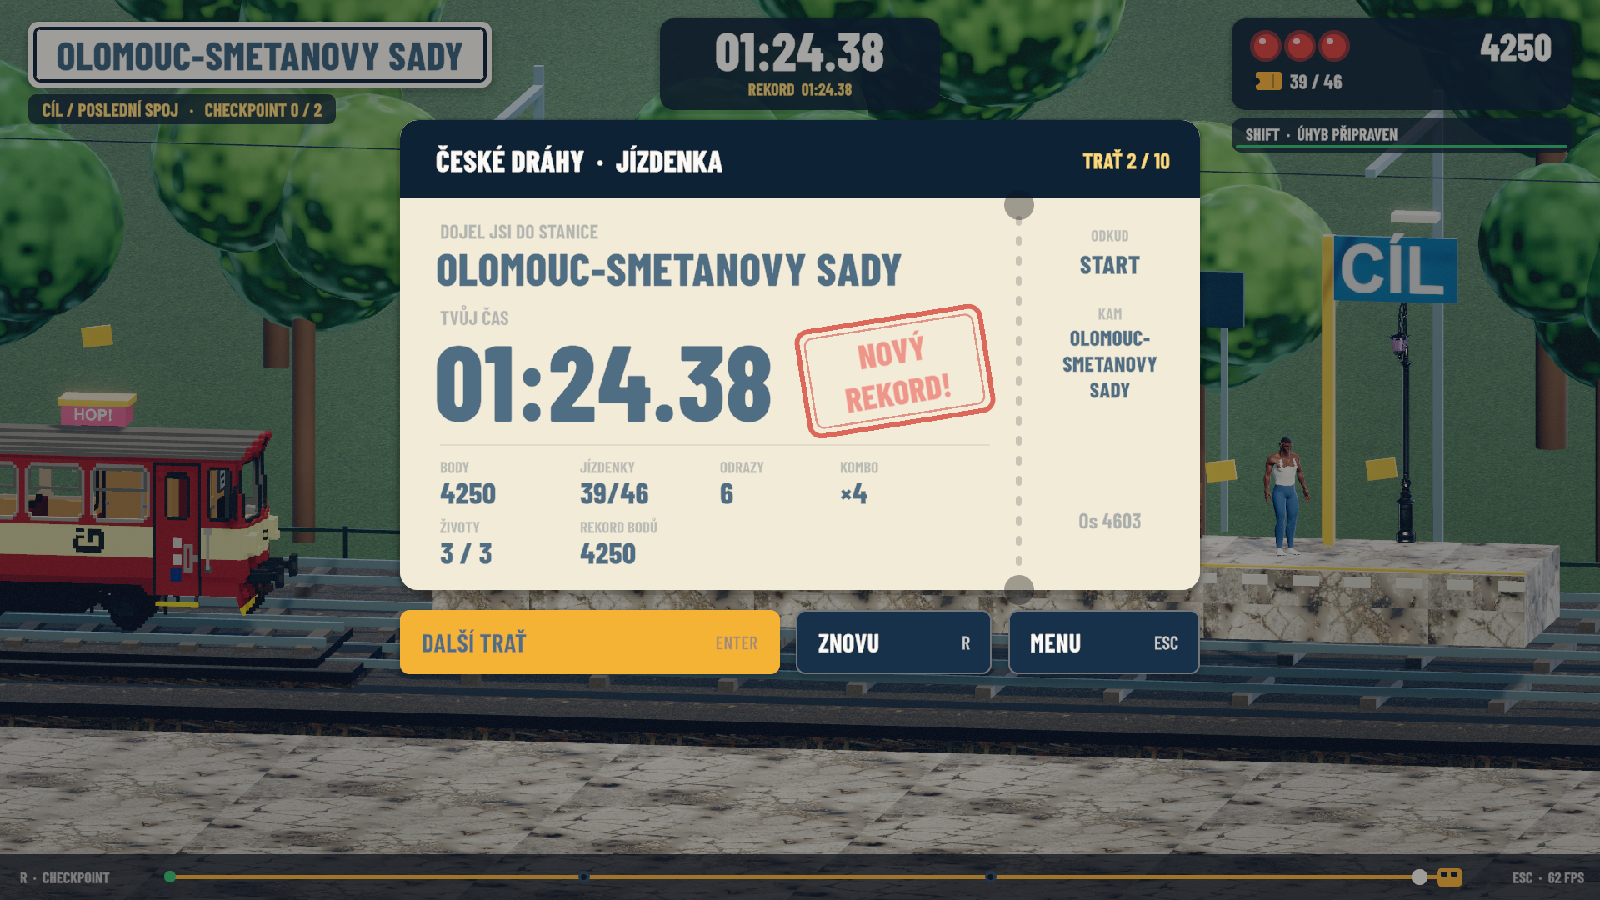 OLOMOUC-SMETANOVY SADY
CÍL / POSLEDNÍ SPOJ · CHECKPOINT 0 / 2
01:24.38
REKORD 01:24.38
4250
39 / 46
SHIFT · ÚHYB PŘIPRAVEN
ČESKÉ DRÁHY · JÍZDENKA
TRAŤ 2 / 10
DOJEL JSI DO STANICE
OLOMOUC-SMETANOVY SADY
TVŮJ ČAS
01:24.38
NOVÝ
REKORD!
BODY
4250
JÍZDENKY
39/46
ODRAZY
6
KOMBO
×4
ŽIVOTY
3 / 3
REKORD BODŮ
4250
ODKUD
START
KAM
OLOMOUC-
SMETANOVY
SADY
Os 4603
CÍL
HOP!
DALŠÍ TRAŤ ENTER
ZNOVU R
MENU ESC
R · CHECKPOINT
ESC · 62 FPS